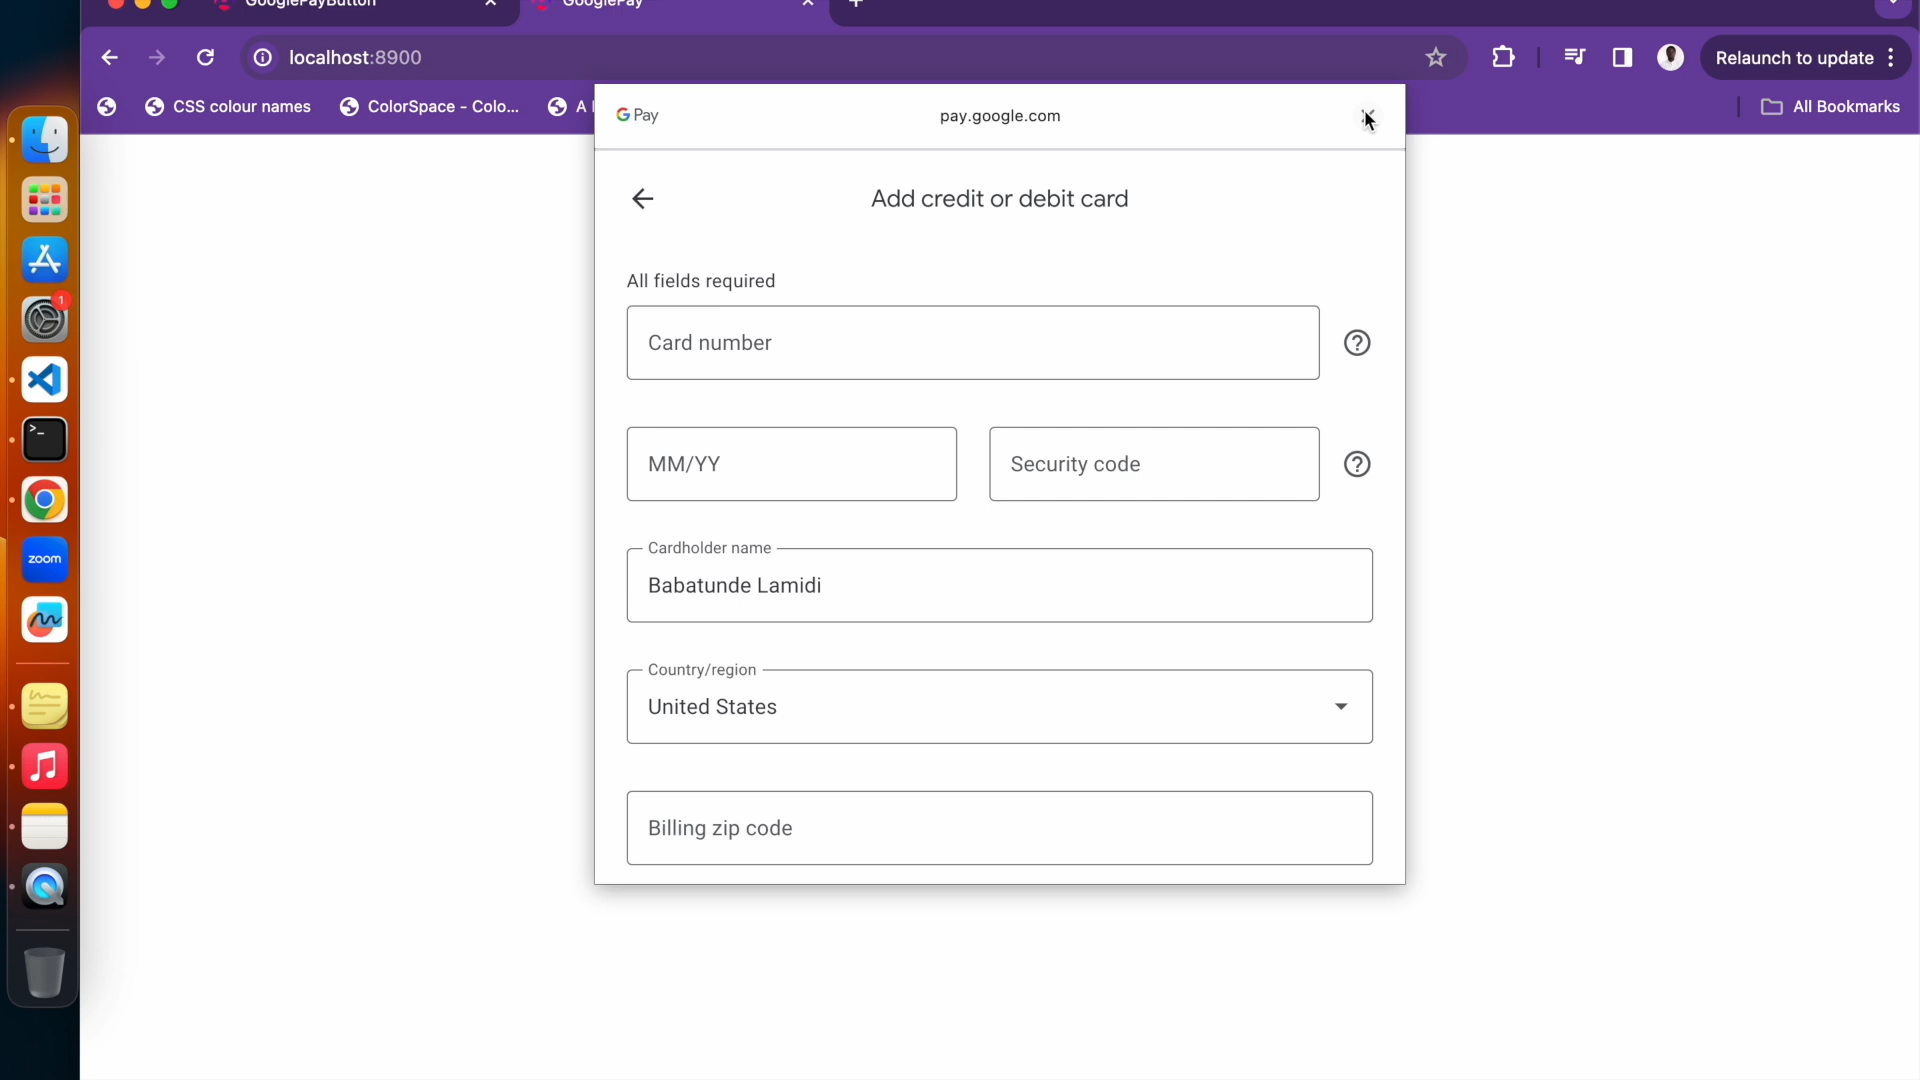 GooglePayButton
GooglePay
localhost:8900
Relaunch to update
CSS colour names
ColorSpace - Colo...
A
All Bookmarks
G Pay
pay.google.com
Add credit or debit card
All fields required
Card number
MM/YY
Security code
Cardholder name
Babatunde Lamidi
Country/region
United States
Billing zip code
1
>_
zoom